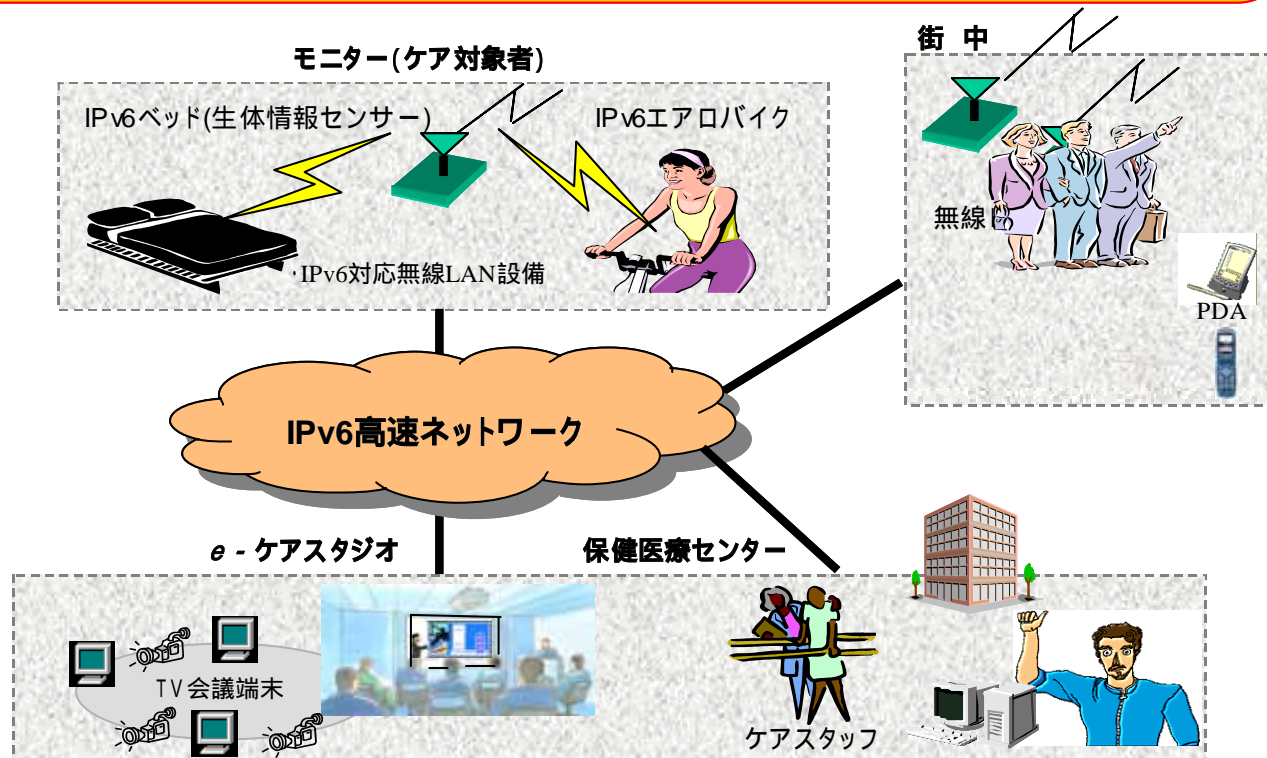 モニター(ケア対象者)
街 中
IPv6ベッド(生体情報センサー)
IPv6エアロバイク
無線
・IPv6対応無線LAN設備
PDA
IPv6高速ネットワーク
e - ケアスタジオ
保健医療センター
TV会議端末
ケアスタッフ